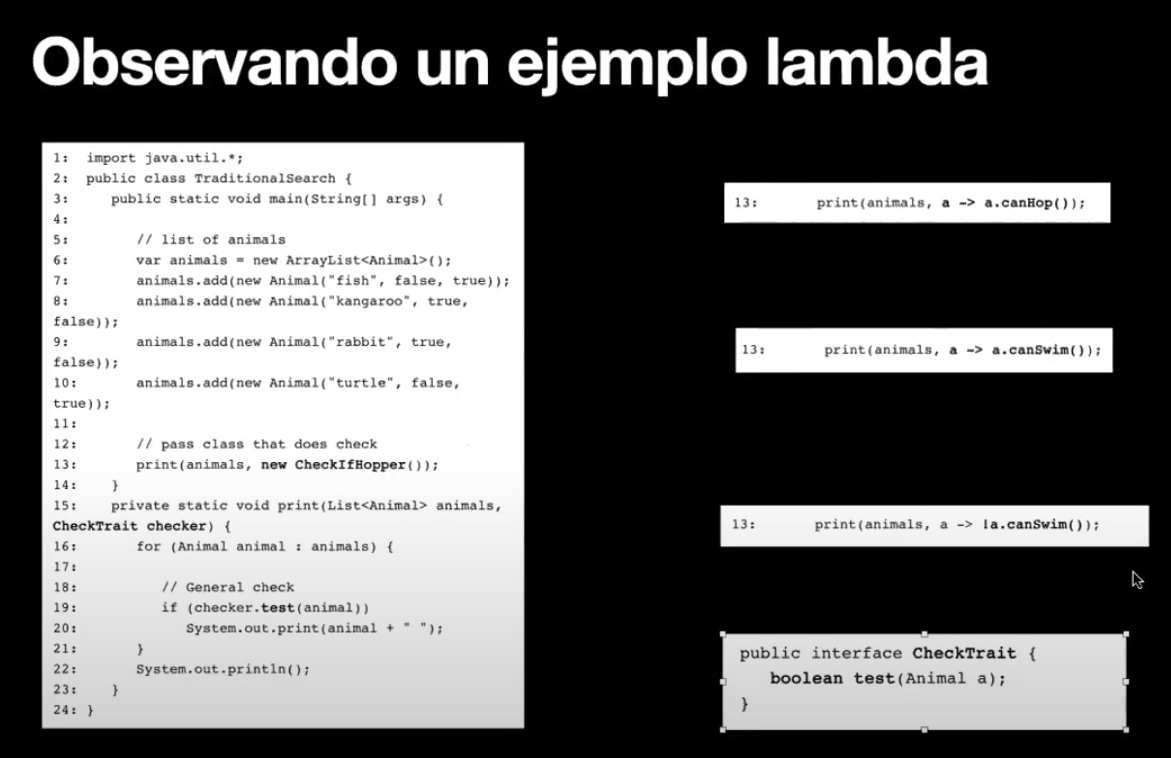 Observando un ejemplo lambda
1:  import java.util.*;
2:  public class TraditionalSearch {
3:     public static void main(String[] args) {
4:
5:        // list of animals
6:        var animals = new ArrayList<Animal>();
7:        animals.add(new Animal("fish", false, true));
8:        animals.add(new Animal("kangaroo", true,
false));
9:        animals.add(new Animal("rabbit", true,
false));
10:       animals.add(new Animal("turtle", false,
true));
11:
12:       // pass class that does check
13:       print(animals, new CheckIfHopper());
14:    }
15:    private static void print(List<Animal> animals,
CheckTrait checker) {
16:       for (Animal animal : animals) {
17:
18:          // General check
19:          if (checker.test(animal))
20:             System.out.print(animal + " ");
21:       }
22:       System.out.println();
23:    }
24: }
13:       print(animals, a -> a.canHop());
13:       print(animals, a -> a.canSwim());
13:       print(animals, a -> !a.canSwim());
public interface CheckTrait {
   boolean test(Animal a);
}